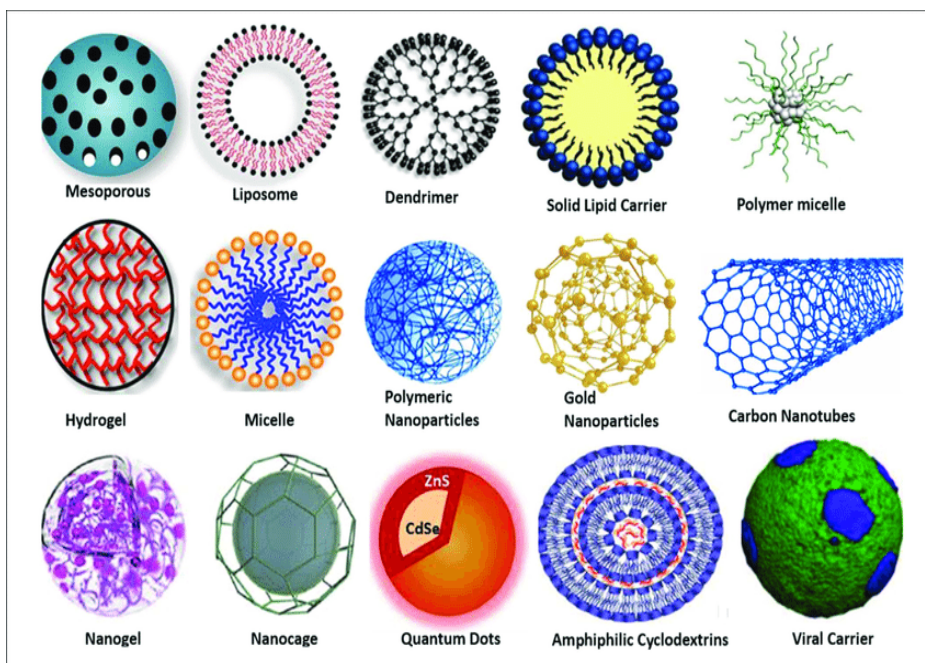 Mesoporous
Liposome
Dendrimer
Solid Lipid Carrier
Polymer micelle
Hydrogel
Micelle
Polymeric
Nanoparticles
Gold
Nanoparticles
Carbon Nanotubes
ZnS
CdSe
Nanogel
Nanocage
Quantum Dots
Amphiphilic Cyclodextrins
Viral Carrier